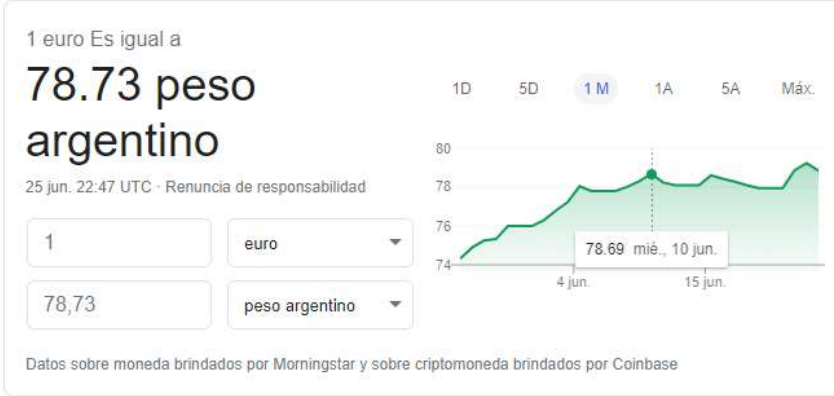 1 euro Es igual a
78.73 peso
argentino
25 jun. 22:47 UTC · Renuncia de responsabilidad
1 euro
78,73 peso argentino
1D 5D 1 M 1A 5A Máx.
80
78
76
74
78.69 mié., 10 jun.
4 jun. 15 jun.
Datos sobre moneda brindados por Morningstar y sobre criptomoneda brindados por Coinbase